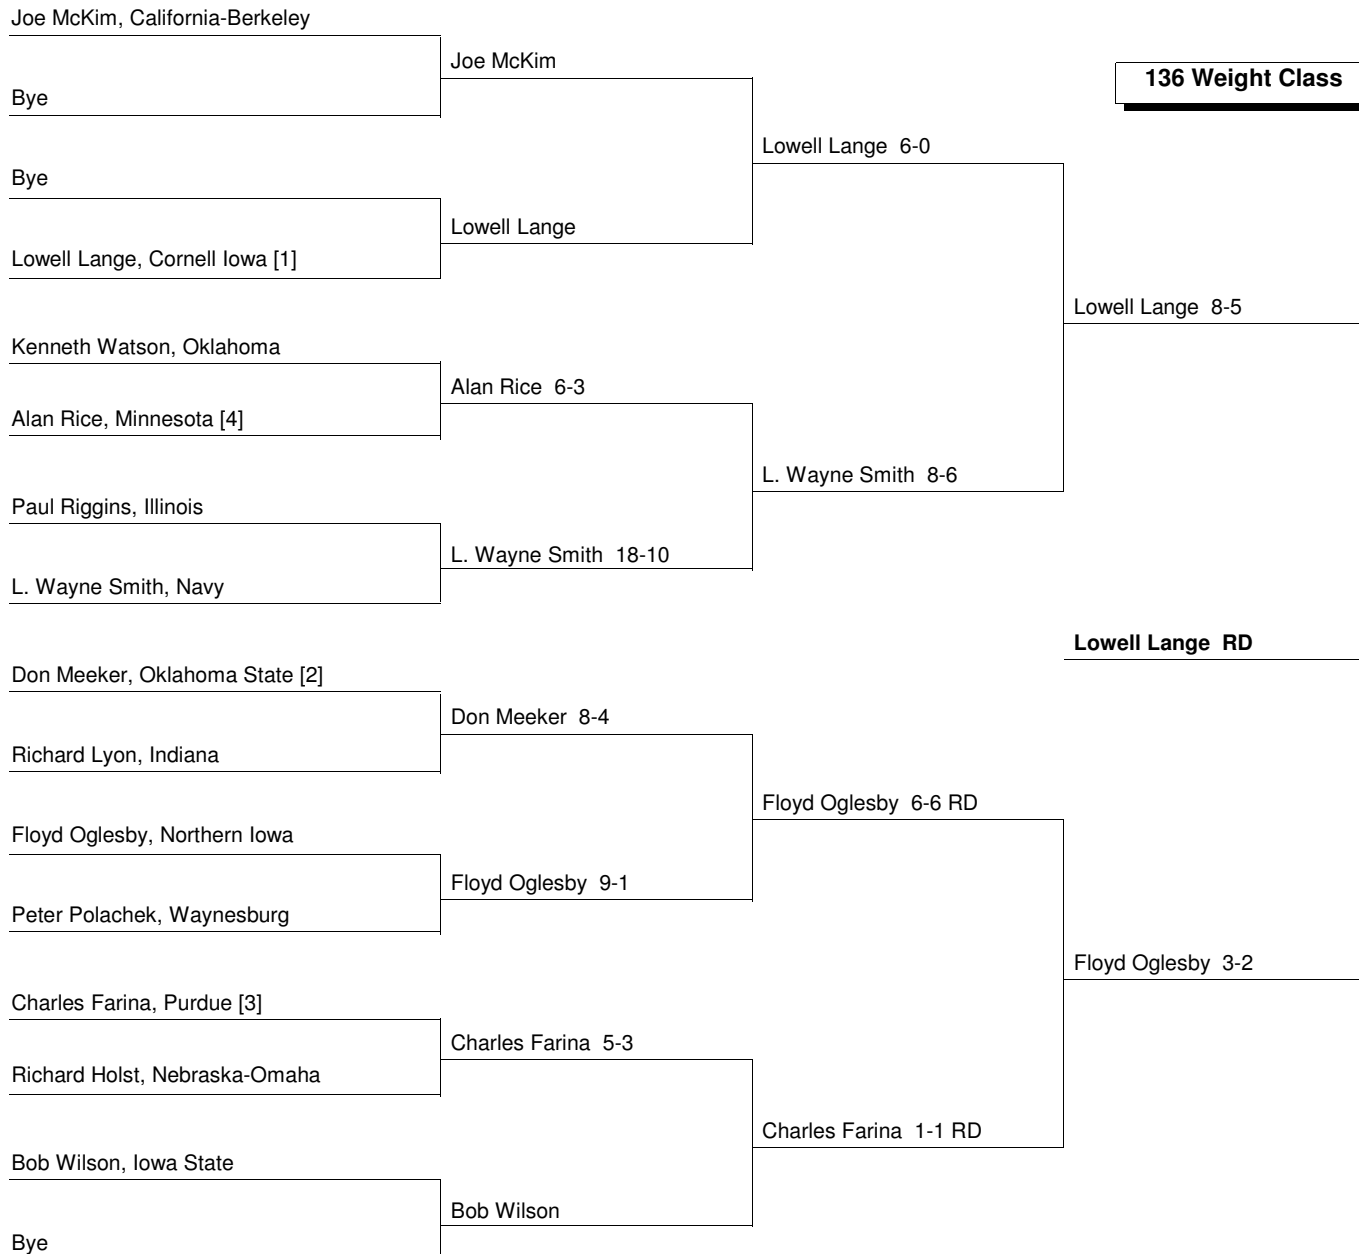 Joe McKim, California-Berkeley
Joe McKim
136 Weight Class
Bye
Lowell Lange 6-0
Bye
Lowell Lange
Lowell Lange, Cornell Iowa [1]
Lowell Lange 8-5
Kenneth Watson, Oklahoma
Alan Rice 6-3
Alan Rice, Minnesota [4]
L. Wayne Smith 8-6
Paul Riggins, Illinois
L. Wayne Smith 18-10
L. Wayne Smith, Navy
Lowell Lange RD
Don Meeker, Oklahoma State [2]
Don Meeker 8-4
Richard Lyon, Indiana
Floyd Oglesby 6-6 RD
Floyd Oglesby, Northern Iowa
Floyd Oglesby 9-1
Peter Polachek, Waynesburg
Floyd Oglesby 3-2
Charles Farina, Purdue [3]
Charles Farina 5-3
Richard Holst, Nebraska-Omaha
Charles Farina 1-1 RD
Bob Wilson, Iowa State
Bob Wilson
Bye